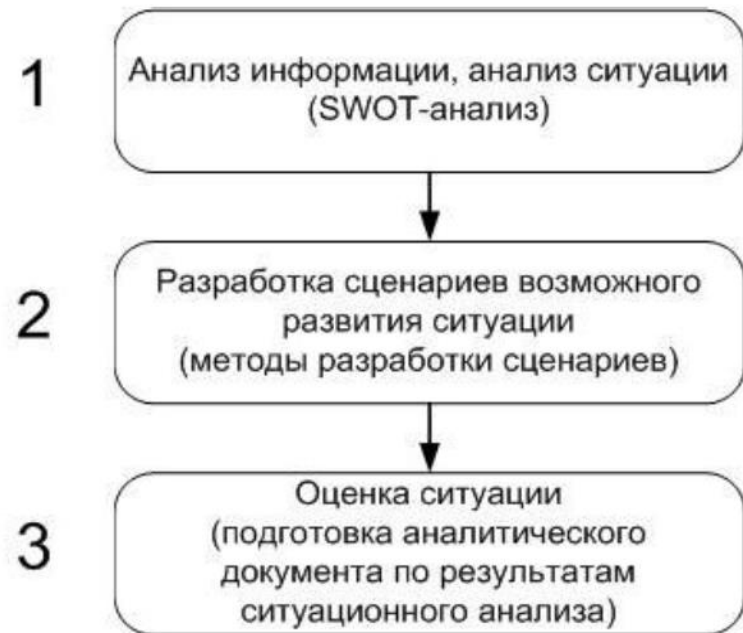 1
Анализ информации, анализ ситуации
(SWOT-анализ)
2
Разработка сценариев возможного
развития ситуации
(методы разработки сценариев)
3
Оценка ситуации
(подготовка аналитического
документа по результатам
ситуационного анализа)